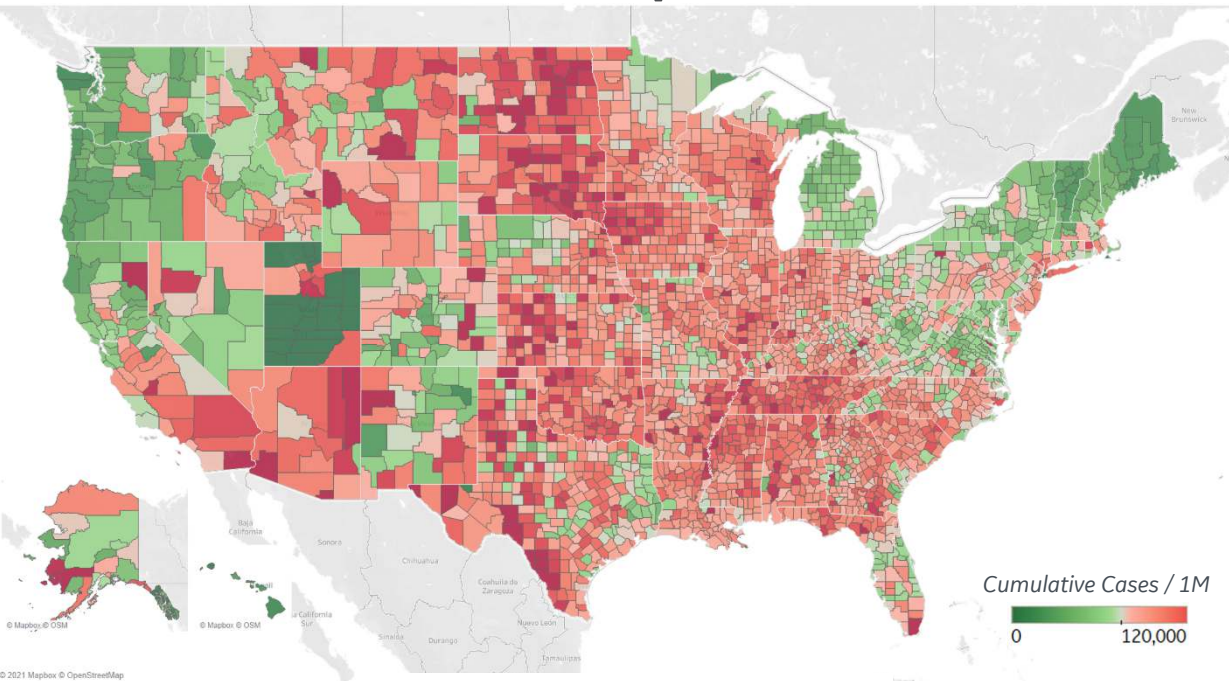 New
Brunswick
Baja
California
Sonora
Chihuahua
Coahuila de
Zaragoza
Nuevo León
Sinaloa
Durango
Tamaulipas
a California
Sur
© Mapbox © OSM
© Mapbox © OSM
Cumulative Cases / 1M
0
120,000
© 2021 Mapbox © OpenStreetMap